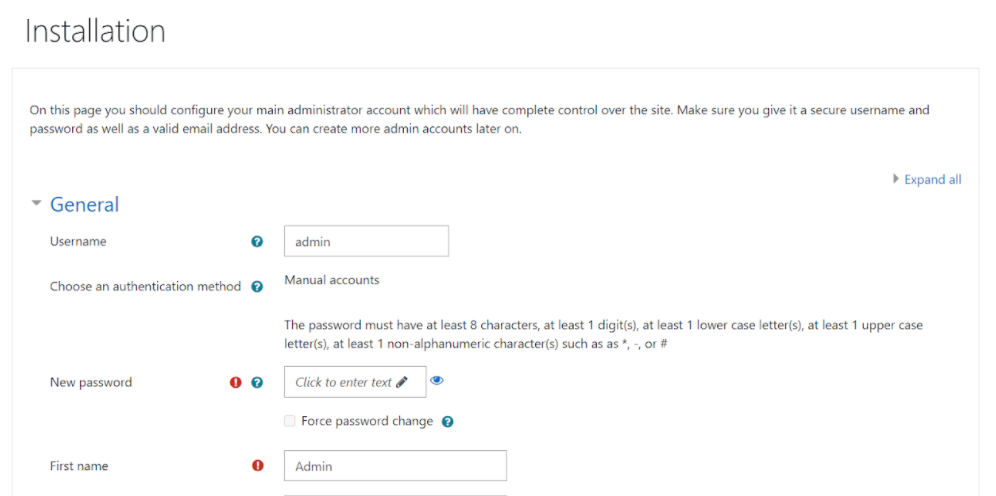 Installation
On this page you should configure your main administrator account which will have complete control over the site. Make sure you give it a secure username and
password as well as a valid email address. You can create more admin accounts later on.
Expand all
General
Username
admin
Choose an authentication method
Manual accounts
The password must have at least 8 characters, at least 1 digit(s), at least 1 lower case letter(s), at least 1 upper case
letter(s), at least 1 non-alphanumeric character(s) such as as *, -, or #
New password
Click to enter text
Force password change
First name
Admin